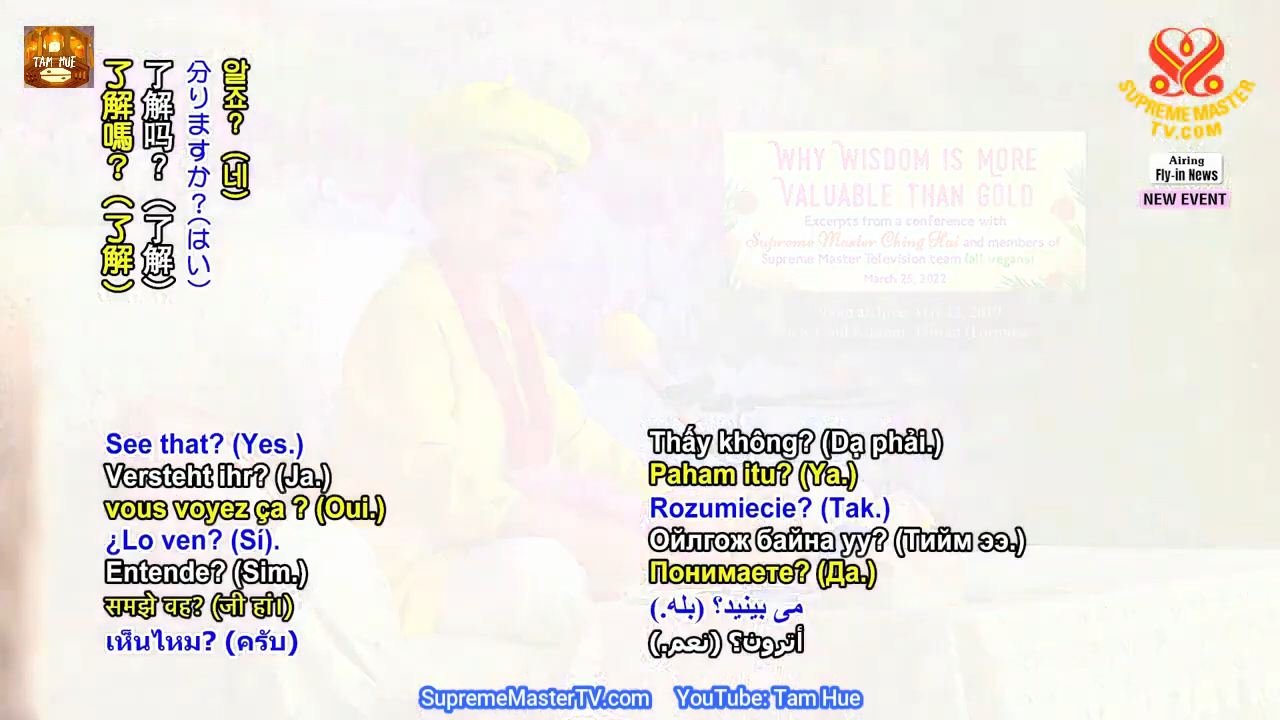 TAM HUE
了解嗎？（了解）
了解吗？（了解）
分りますか？（はい）
알죠？（네）
SUPREME MASTER
TV.COM
Airing
Fly-in News
NEW EVENT
WHY WISDOM IS MORE
VALUABLE THAN GOLD
Excerpts from a conference with
Supreme Master Ching Hai and members of
Supreme Master Television team (all vegans)
March 25, 2022
See that? (Yes.)
Versteht ihr? (Ja.)
vous voyez ça ? (Oui.)
¿Lo ven? (Sí).
Entende? (Sim.)
समझे वह? (जी हां।)
เห็นไหม? (ครับ)
Thấy không? (Dạ phải.)
Paham itu? (Ya.)
Rozumiecie? (Tak.)
Ойлгож байна уу? (Тийм ээ.)
Понимаете? (Да.)
می بینید؟ (بله.)
أترون؟ (نعم.)
SupremeMasterTV.com YouTube: Tam Hue